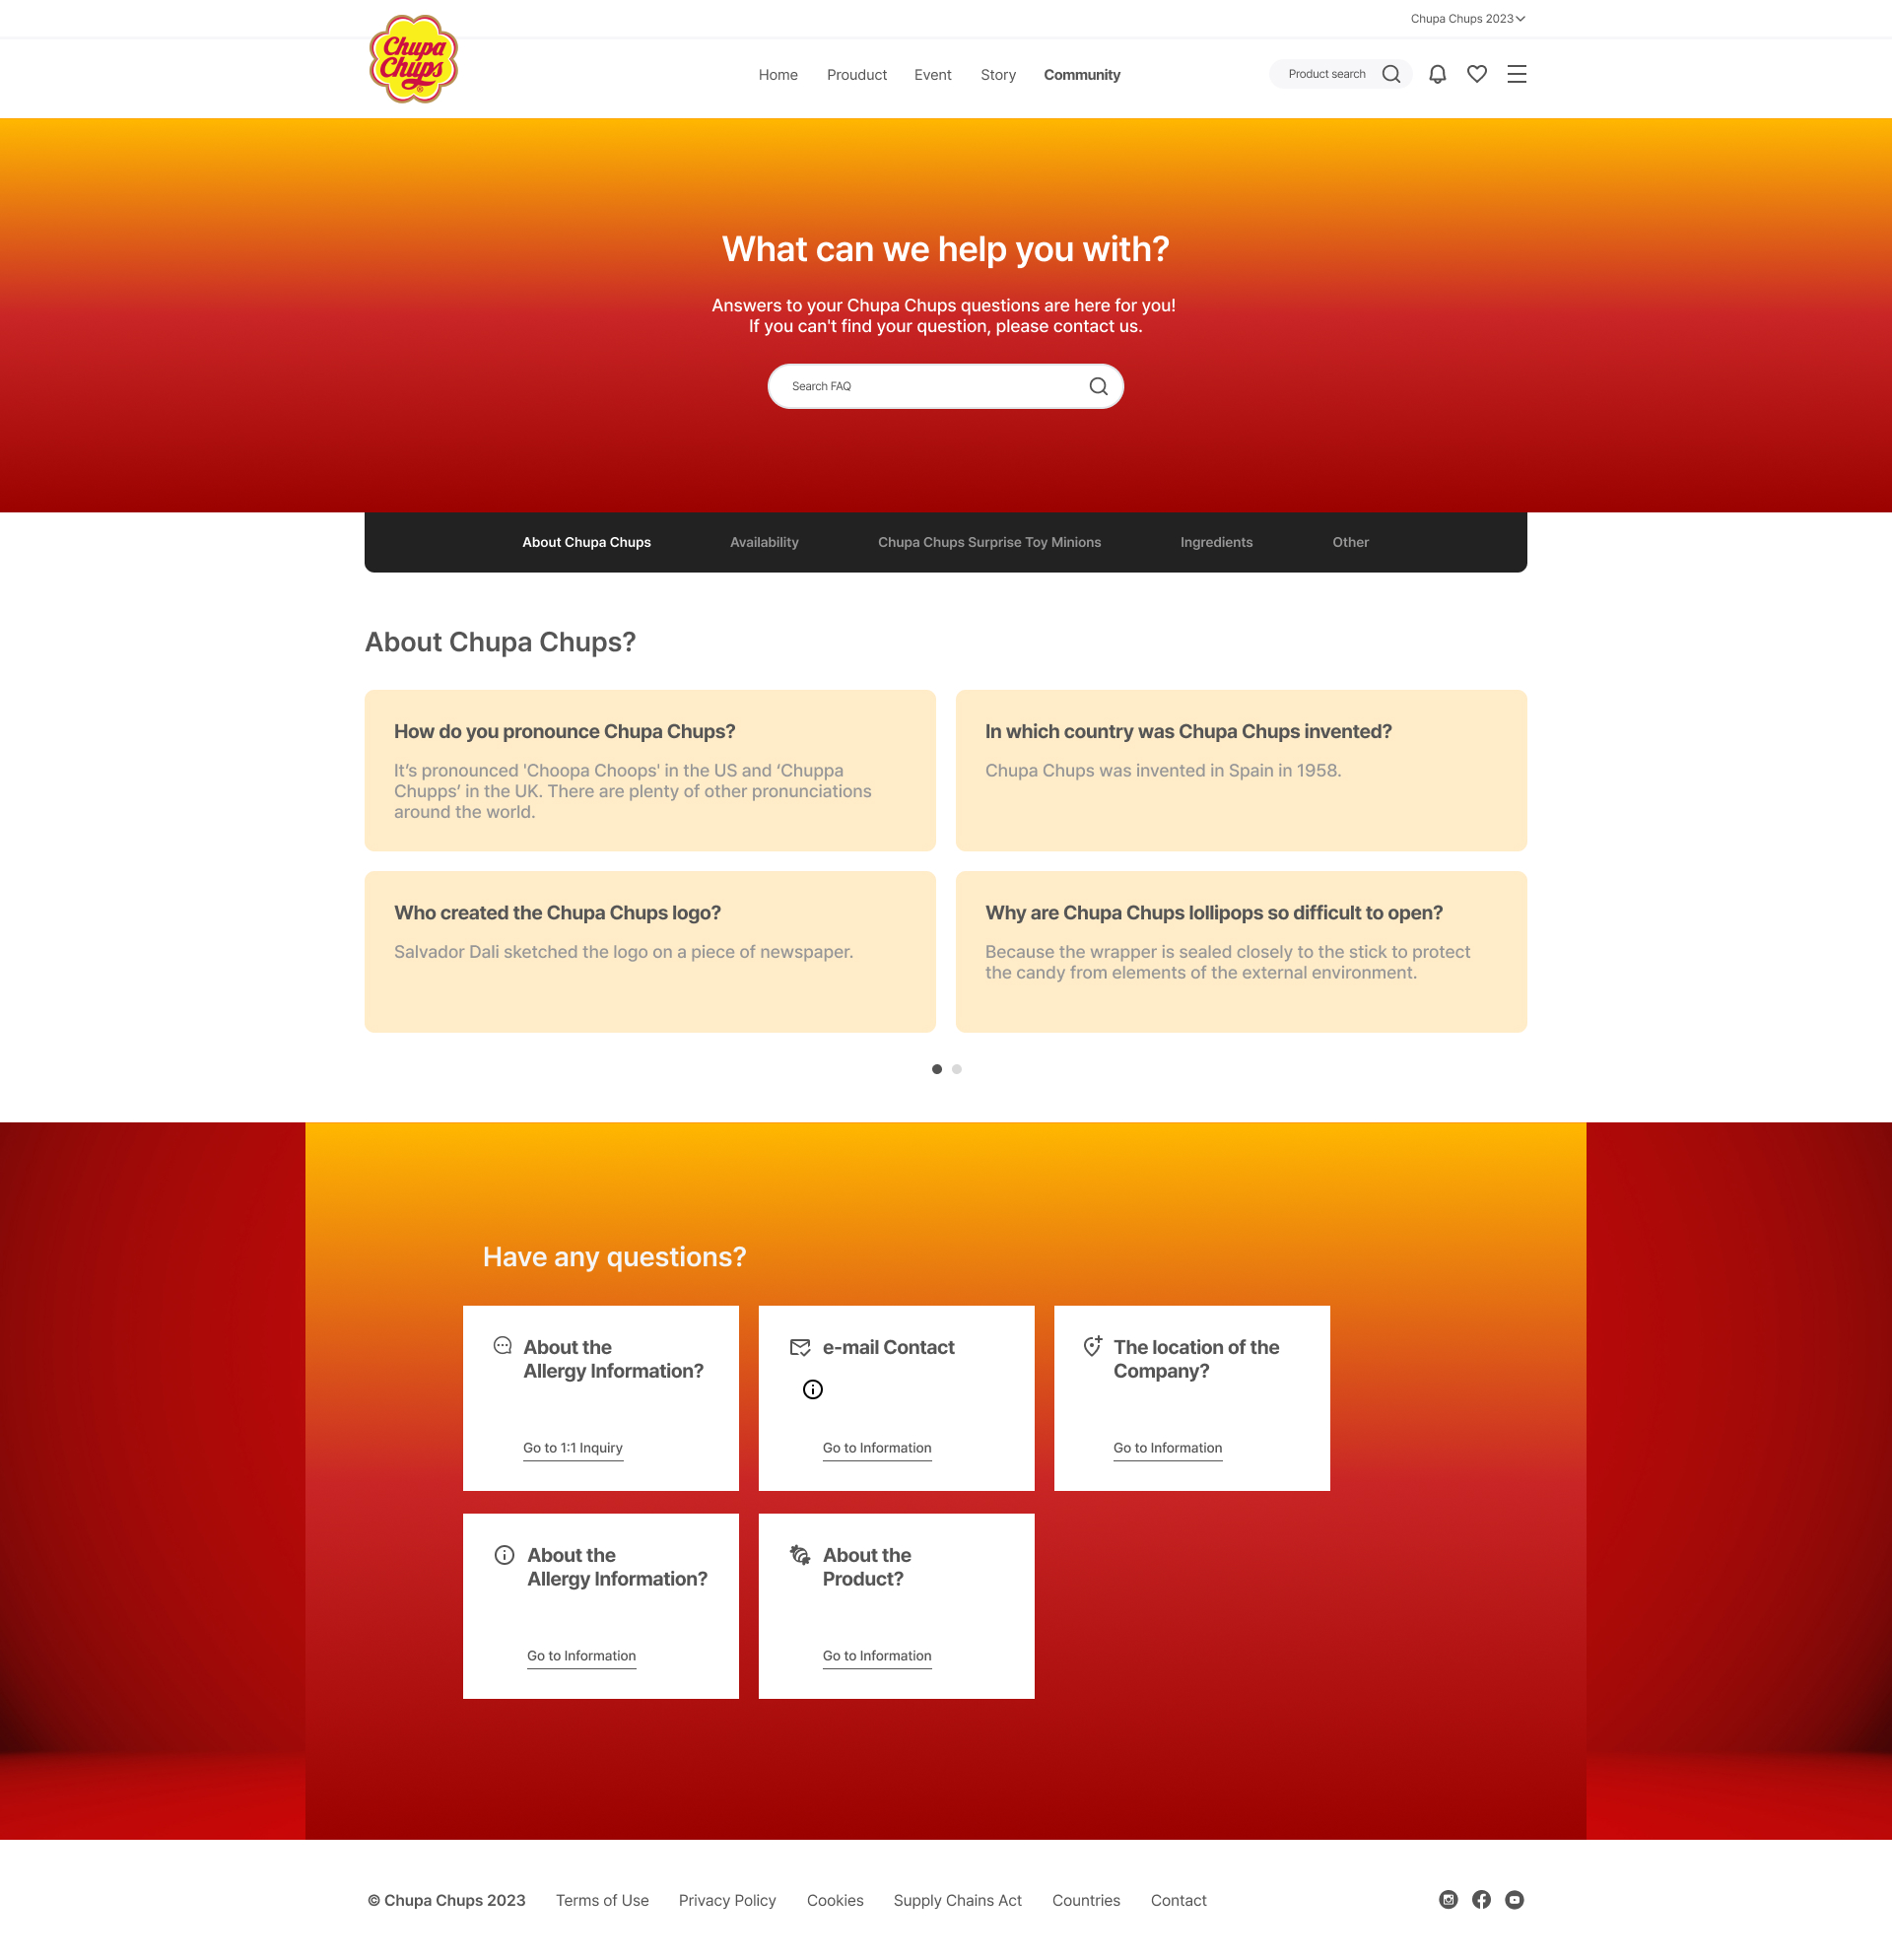 Chupa Chups 2023
Chupa
Chups
®
Home Prouduct Event Story Community
Product search
What can we help you with?
Answers to your Chupa Chups questions are here for you!
If you can't find your question, please contact us.
Search FAQ
About Chupa Chups Availability Chupa Chups Surprise Toy Minions Ingredients Other
About Chupa Chups?
How do you pronounce Chupa Chups?
It’s pronounced 'Choopa Choops' in the US and ‘Chuppa
Chupps’ in the UK. There are plenty of other pronunciations
around the world.
In which country was Chupa Chups invented?
Chupa Chups was invented in Spain in 1958.
Who created the Chupa Chups logo?
Salvador Dali sketched the logo on a piece of newspaper.
Why are Chupa Chups lollipops so difficult to open?
Because the wrapper is sealed closely to the stick to protect
the candy from elements of the external environment.
Have any questions?
About the
Allergy Information?
Go to 1:1 Inquiry
e-mail Contact
Go to Information
The location of the
Company?
Go to Information
About the
Allergy Information?
Go to Information
About the
Product?
Go to Information
© Chupa Chups 2023 Terms of Use Privacy Policy Cookies Supply Chains Act Countries Contact